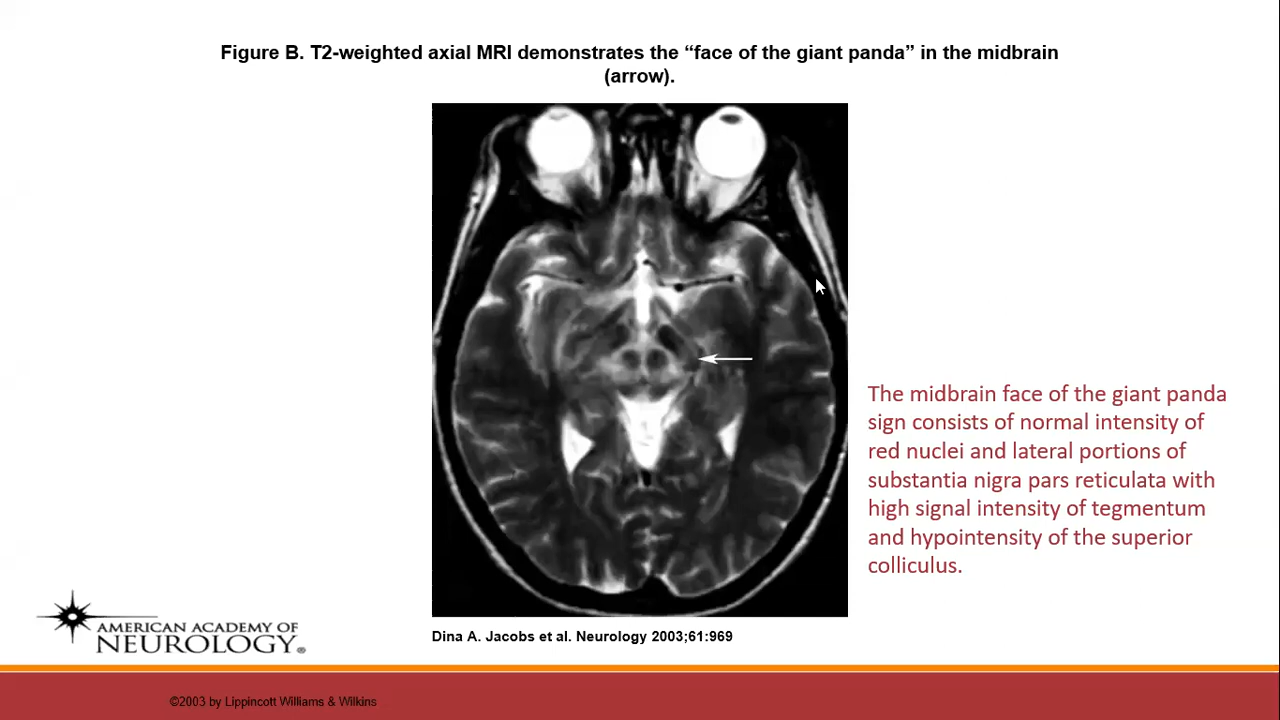 Figure B. T2-weighted axial MRI demonstrates the “face of the giant panda” in the midbrain
(arrow).
The midbrain face of the giant panda
sign consists of normal intensity of
red nuclei and lateral portions of
substantia nigra pars reticulata with
high signal intensity of tegmentum
and hypointensity of the superior
colliculus.
AMERICAN ACADEMY OF
NEUROLOGY®
Dina A. Jacobs et al. Neurology 2003;61:969
©2003 by Lippincott Williams & Wilkins